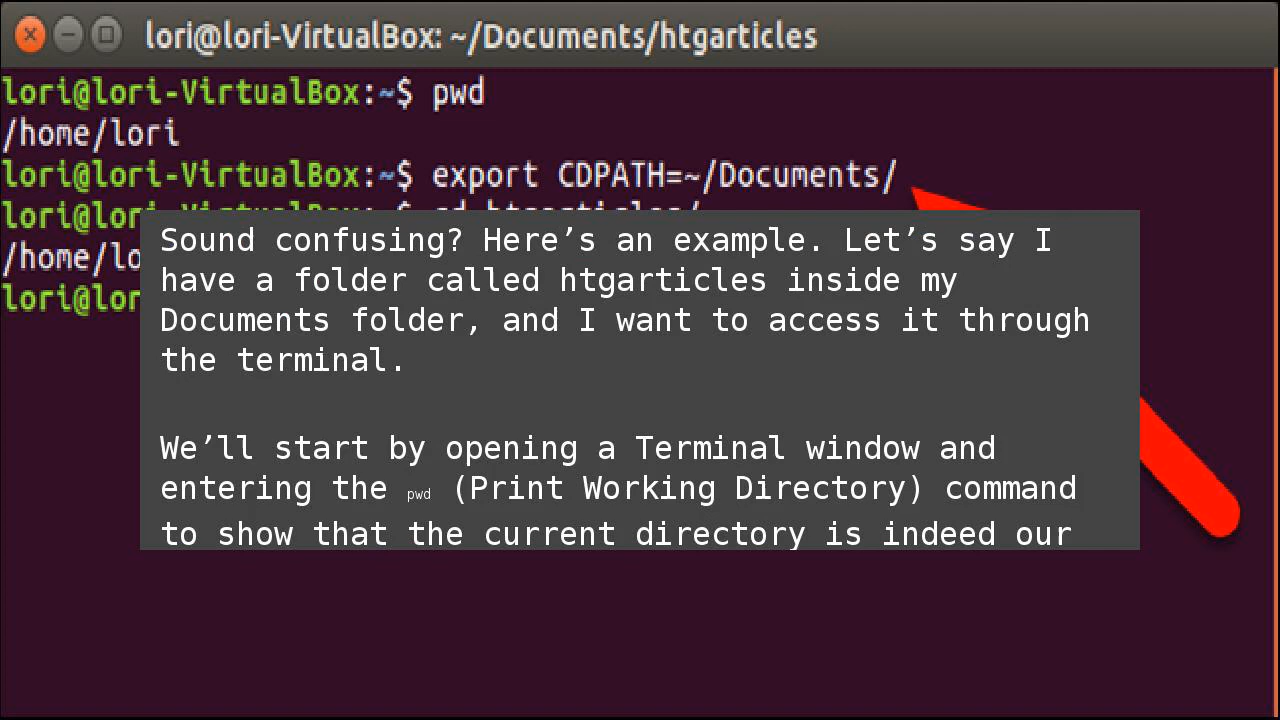 lori@lori-VirtualBox: ~/Documents/htgarticles
lori@lori-VirtualBox:~$ pwd
/home/lori
lori@lori-VirtualBox:~$ export CDPATH=~/Documents/
/home/lo
Sound confusing? Here’s an example. Let’s say I
have a folder called htgarticles inside my
Documents folder, and I want to access it through
the terminal.
We’ll start by opening a Terminal window and
entering the pwd (Print Working Directory) command
to show that the current directory is indeed our